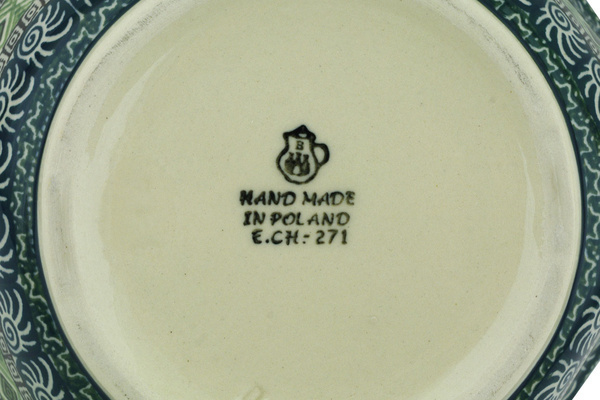 B
HAND MADE
IN POLAND
E.CH.- 271